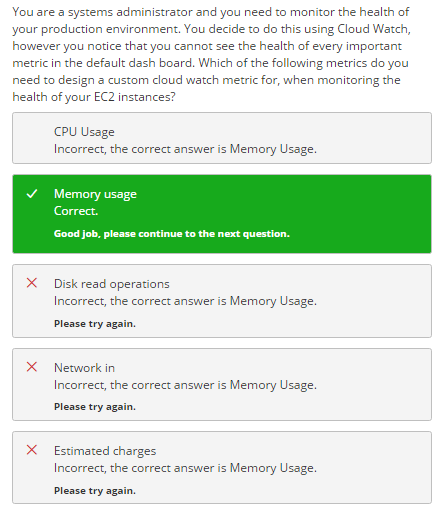 You are a systems administrator and you need to monitor the health of
your production environment. You decide to do this using Cloud Watch,
however you notice that you cannot see the health of every important
metric in the default dash board. Which of the following metrics do you
need to design a custom cloud watch metric for, when monitoring the
health of your EC2 instances?
CPU Usage
Incorrect, the correct answer is Memory Usage.
Memory usage
Correct.
Good job, please continue to the next question.
Disk read operations
Incorrect, the correct answer is Memory Usage.
Please try again.
Network in
Incorrect, the correct answer is Memory Usage.
Please try again.
Estimated charges
Incorrect, the correct answer is Memory Usage.
Please try again.